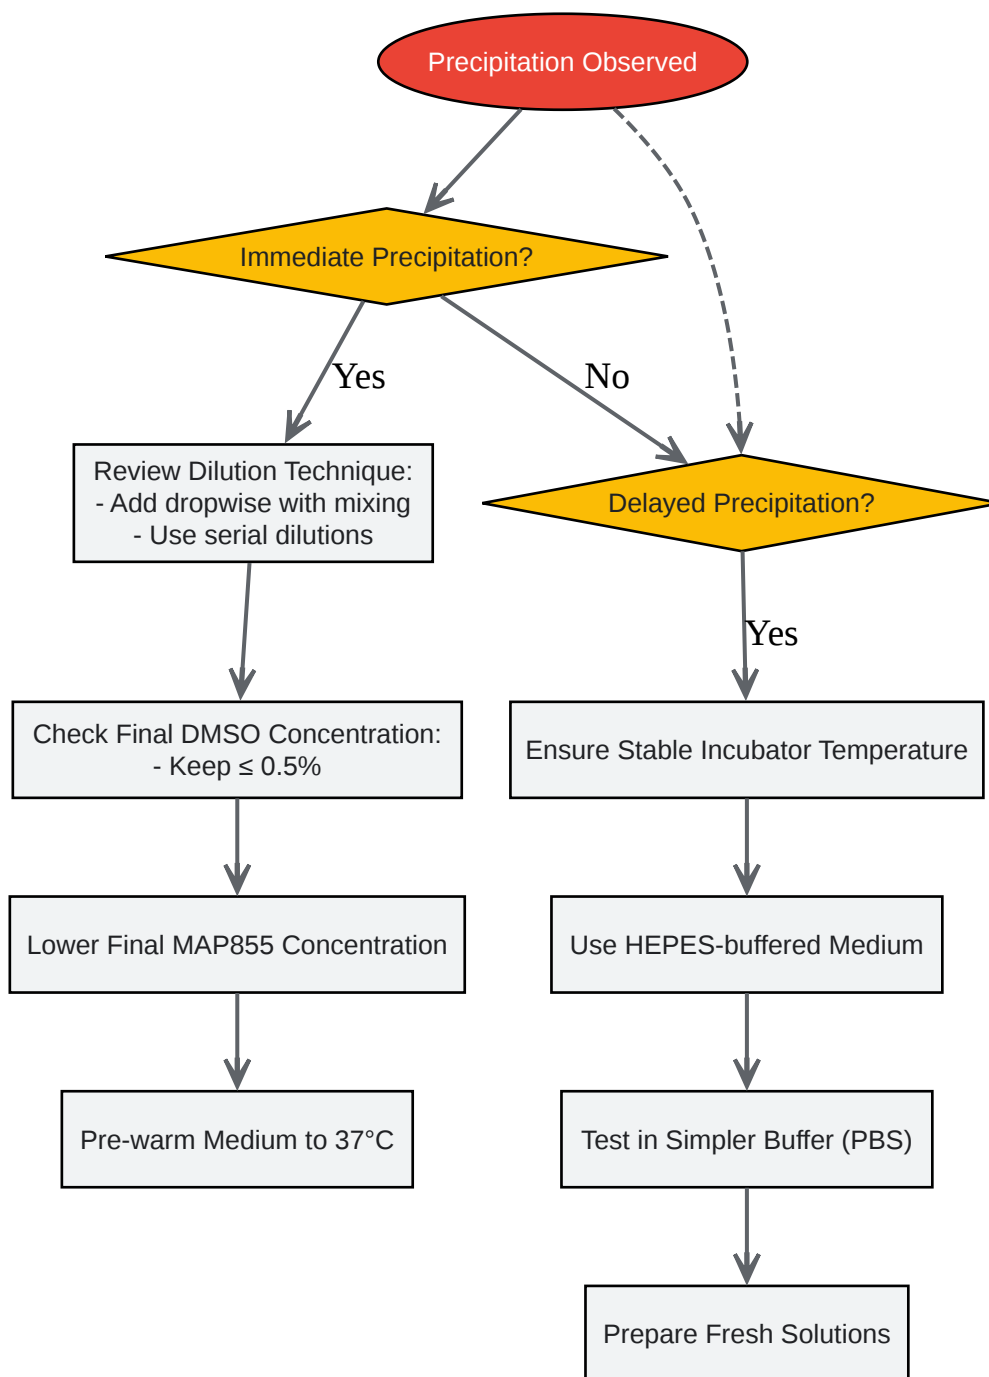 Precipitation Observed
Immediate Precipitation?
Yes
No
Review Dilution Technique:
- Add dropwise with mixing
- Use serial dilutions
Delayed Precipitation?
Yes
Check Final DMSO Concentration:
- Keep ≤ 0.5%
Ensure Stable Incubator Temperature
Lower Final MAP855 Concentration
Use HEPES-buffered Medium
Pre-warm Medium to 37°C
Test in Simpler Buffer (PBS)
Prepare Fresh Solutions